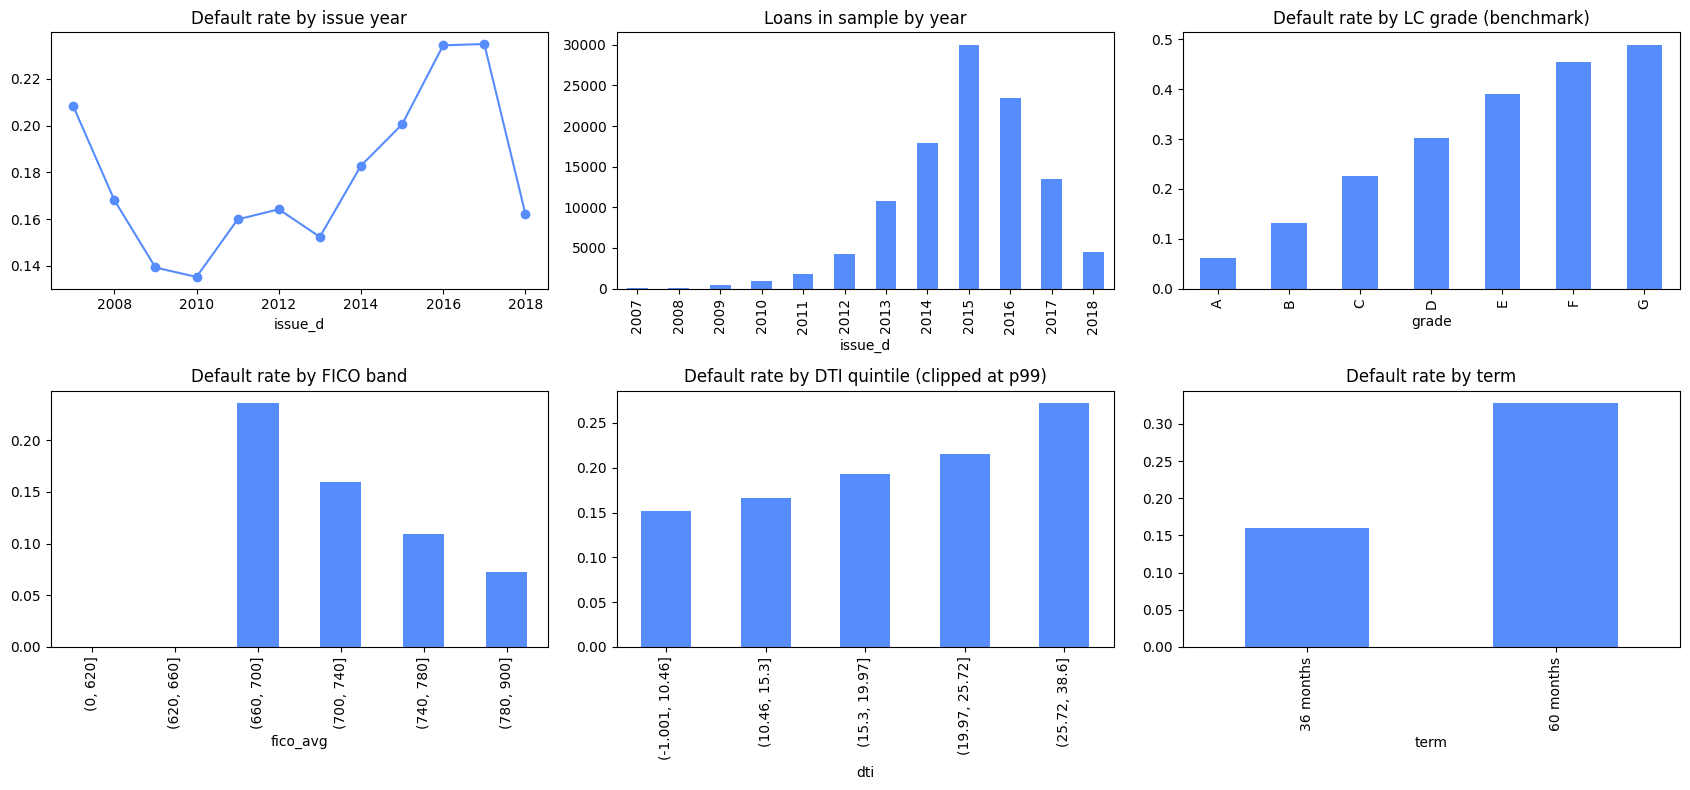 Default rate by issue year
0.22
0.20
0.18
0.16
0.14
2008 2010 2012 2014 2016 2018
issue_d
Loans in sample by year
30000
25000
20000
15000
10000
5000
0
2007 2008 2009 2010 2011 2012 2013 2014 2015 2016 2017 2018
issue_d
Default rate by LC grade (benchmark)
0.5
0.4
0.3
0.2
0.1
0.0
A B C D E F G
grade
Default rate by FICO band
0.20
0.15
0.10
0.05
0.00
(0, 620] (620, 660] (660, 700] (700, 740] (740, 780] (780, 900]
fico_avg
Default rate by DTI quintile (clipped at p99)
0.25
0.20
0.15
0.10
0.05
0.00
(-1.001, 10.46] (10.46, 15.3] (15.3, 19.97] (19.97, 25.72] (25.72, 38.6]
dti
Default rate by term
0.30
0.25
0.20
0.15
0.10
0.05
0.00
36 months 60 months
term